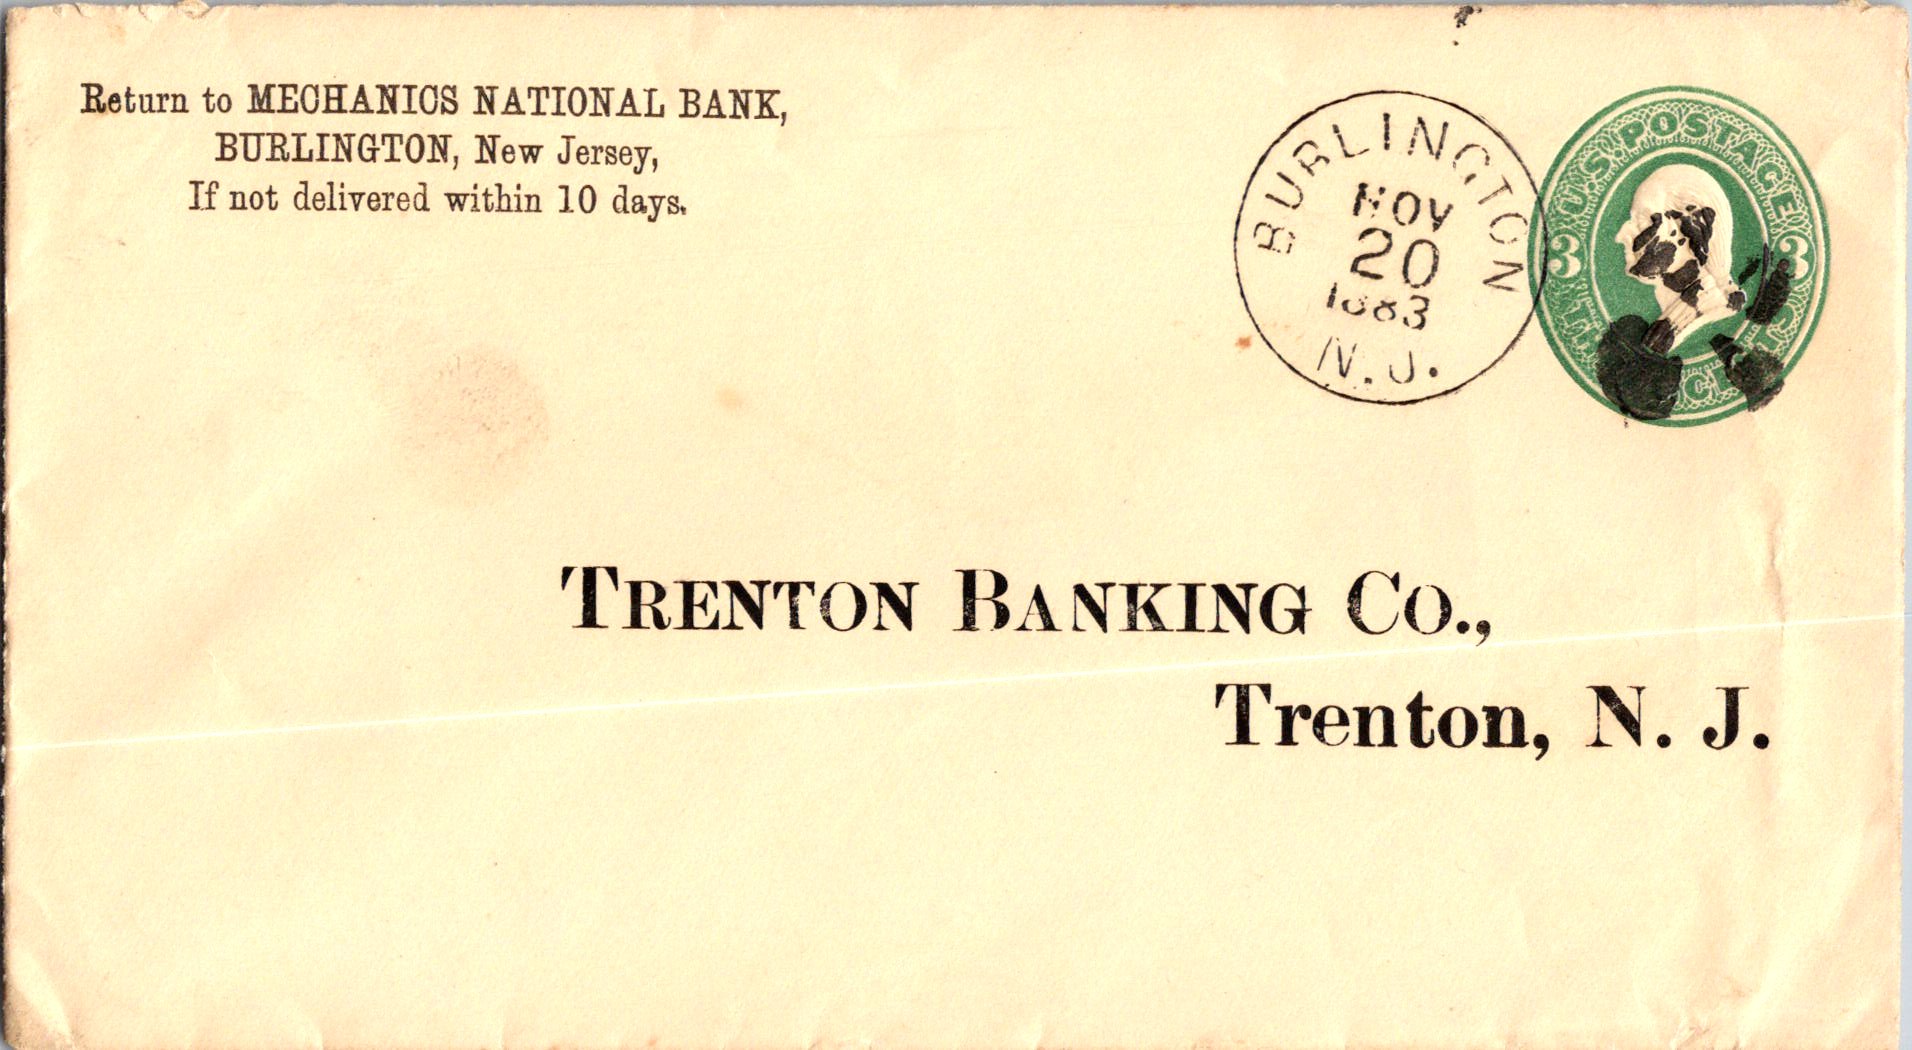 Return to MECHANICS NATIONAL BANK,
BURLINGTON, New Jersey,
If not delivered within 10 days.
BURLINGTON
NOV
20
1883
N.J.
U.S. POSTAGE
3 3
TRENTON BANKING CO.,
Trenton, N. J.